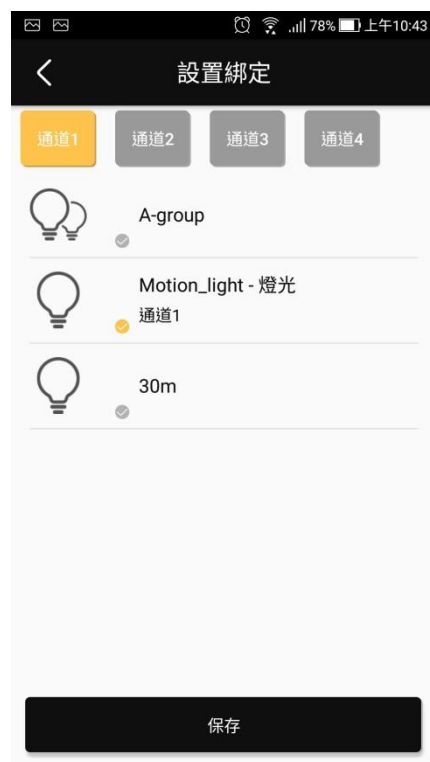 78% 上午10:43
設置綁定
通道1 通道2 通道3 通道4
A-group
Motion_light - 燈光
通道1
30m
保存